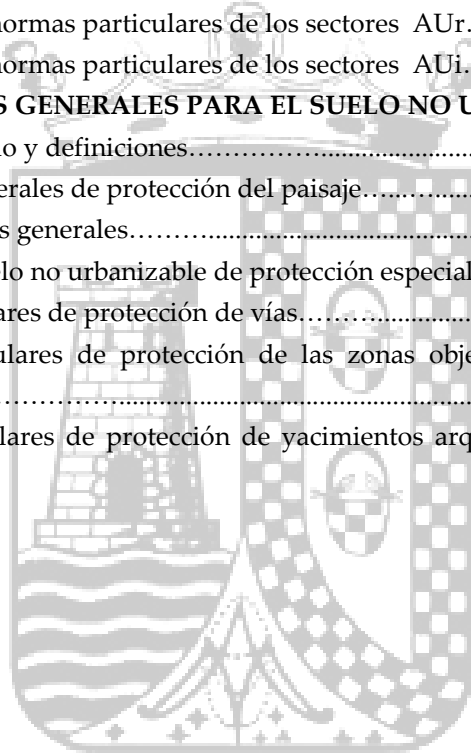 normas particulares de los sectores AUr.
normas particulares de los sectores AUi.
S GENERALES PARA EL SUELO NO U
o y definiciones……………......................
erales de protección del paisaje…..…..........
s generales………......................................
elo no urbanizable de protección especial
ares de protección de vías……...................
ulares de protección de las zonas obje
……………........................................................
lares de protección de yacimientos arq